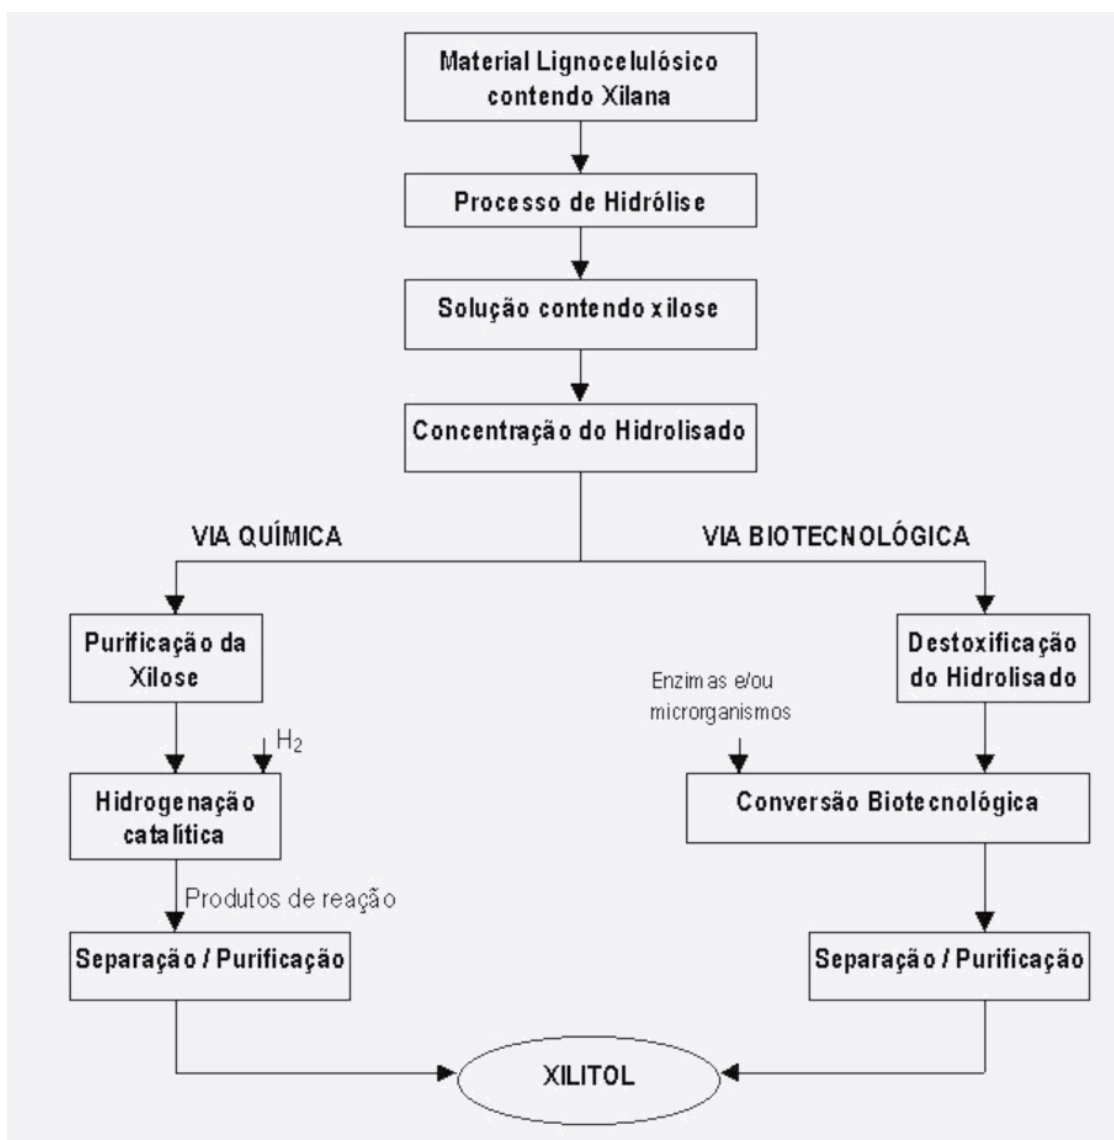 Material Lignocelulósico
contendo Xilana
Processo de Hidrólise
Solução contendo xilose
Concentração do Hidrolisado
VIA QUÍMICA
VIA BIOTECNOLÓGICA
Purificação da
Xilose
Destoxificação
do Hidrolisado
Enzimas e/ou
microrganismos
H₂
Hidrogenação
catalítica
Conversão Biotecnológica
Produtos de reação
Separação / Purificação
Separação / Purificação
XILITOL